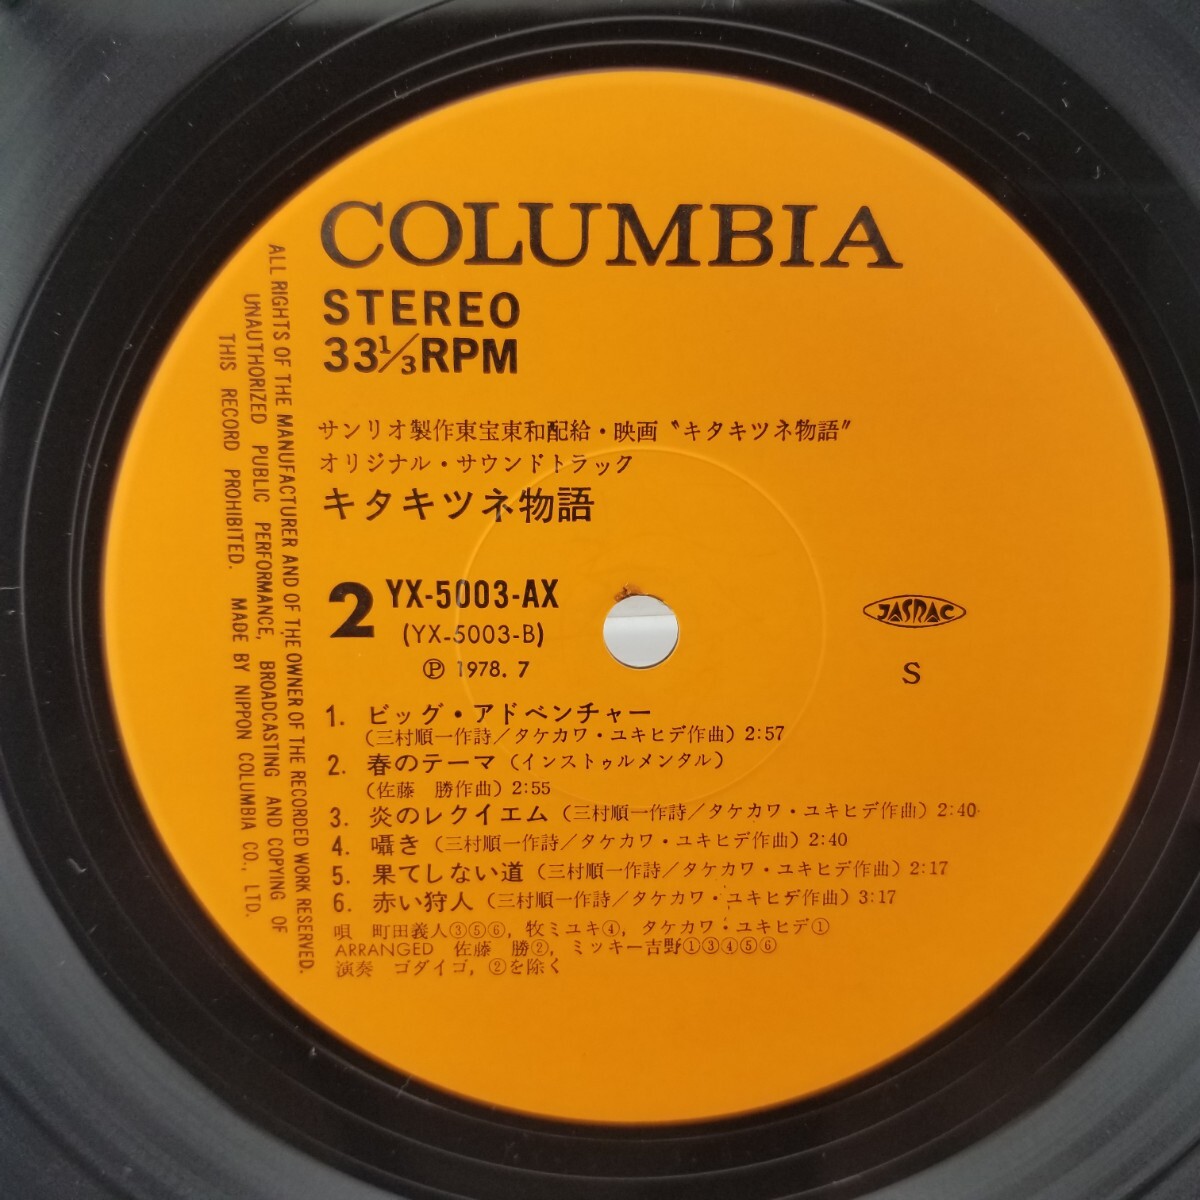 COLUMBIA
STEREO
33 1/3 RPM
サンリオ製作東宝東和配給・映画〝キタキツネ物語〟
オリジナル・サウンドトラック
キタキツネ物語
2 YX-5003-AX
(YX-5003-B)
Ⓟ 1978. 7
JASRAC
S
1. ビッグ・アドベンチャー
(三村順一作詩/タケカワ・ユキヒデ作曲) 2:57
2. 春のテーマ (インストゥルメンタル)
(佐藤 勝作曲) 2:55
3. 炎のレクイエム (三村順一作詩/タケカワ・ユキヒデ作曲) 2:40
4. 囁き (三村順一作詩/タケカワ・ユキヒデ作曲) 2:40
5. 果てしない道 (三村順一作詩/タケカワ・ユキヒデ作曲) 2:17
6. 赤い狩人 (三村順一作詩/タケカワ・ユキヒデ作曲) 3:17
唄 町田義人③⑤⑥, 牧ミユキ④, タケカワ・ユキヒデ①
ARRANGED 佐藤 勝②, ミッキー吉野①③④⑤⑥
演奏 ゴダイゴ, ②を除く
ALL RIGHTS OF THE MANUFACTURER AND OF THE OWNER OF THE RECORDED WORK RESERVED.
UNAUTHORIZED PUBLIC PERFORMANCE, BROADCASTING AND COPYING OF
THIS RECORD PROHIBITED. MADE BY NIPPON COLUMBIA CO., LTD.